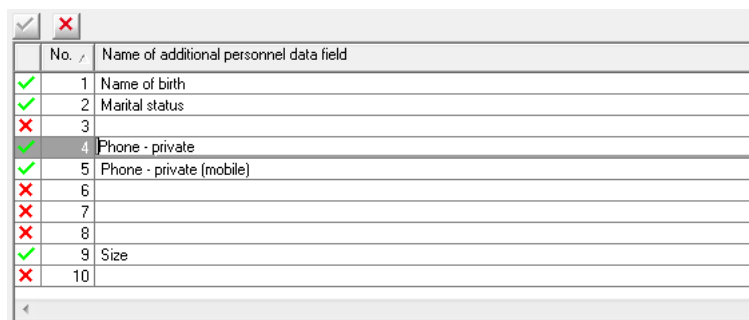 No. Name of additional personnel data field
1 Name of birth
2 Marital status
3
4 Phone - private
5 Phone - private (mobile)
6
7
8
9 Size
10